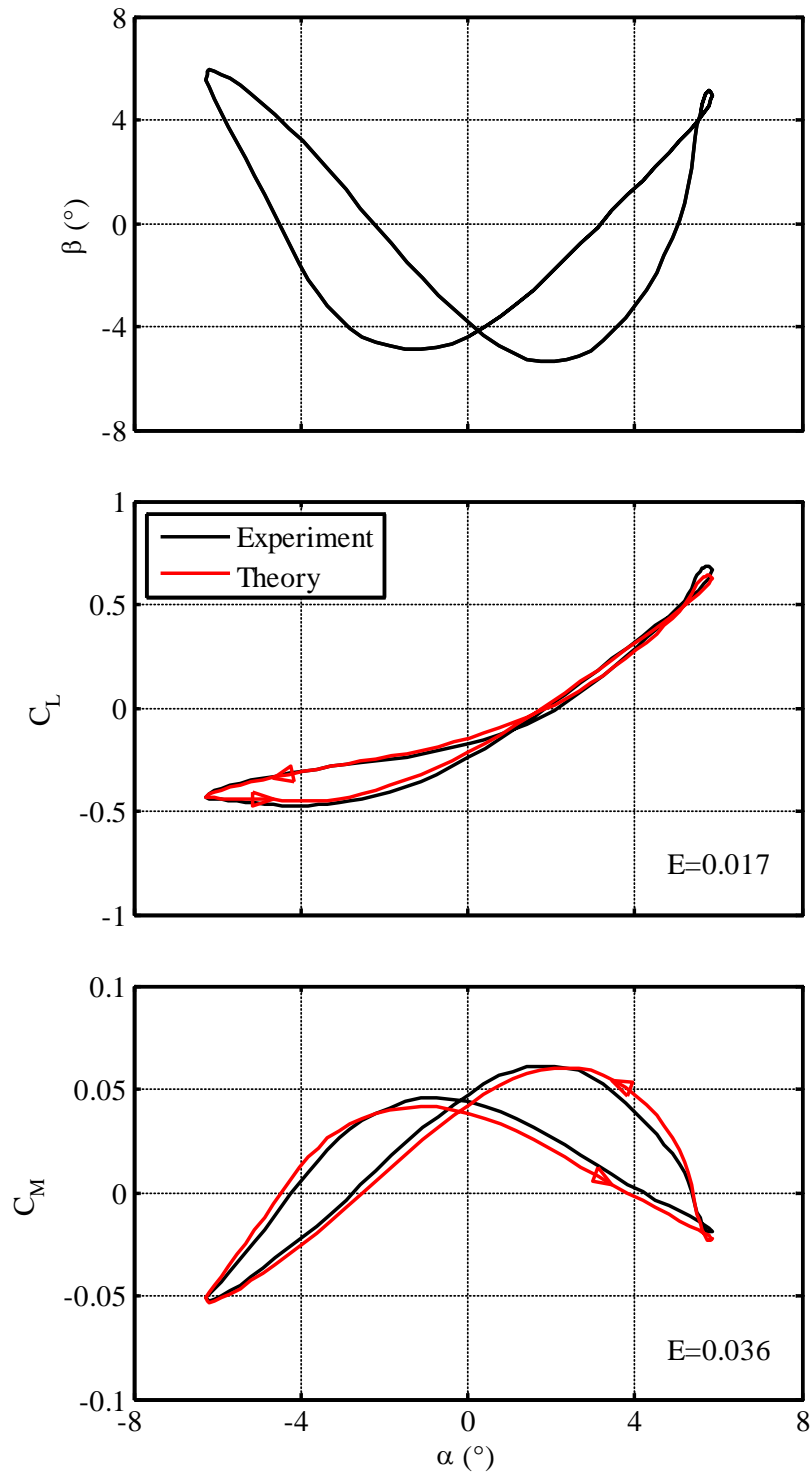 8
4
0
-4
-8
β (°)
1
0.5
0
-0.5
-1
C_L
Experiment
Theory
E=0.017
0.1
0.05
0
-0.05
-0.1
C_M
E=0.036
-8 -4 0 4 8
α (°)